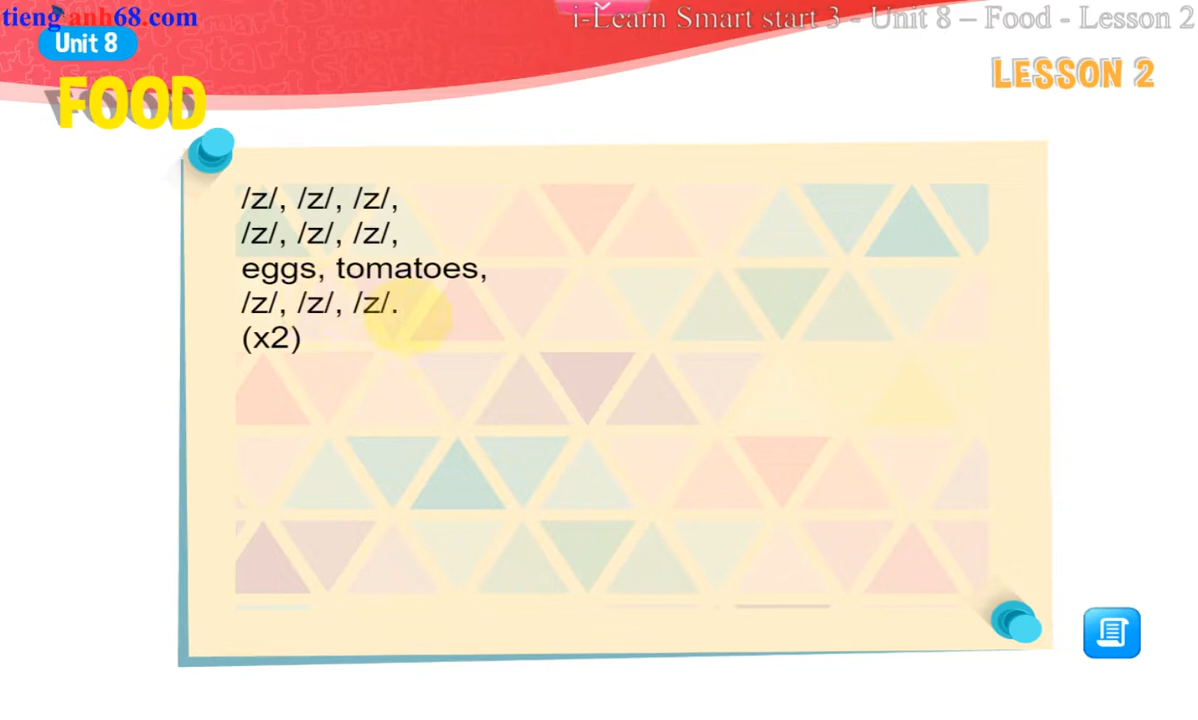 tienganh68.com
i-Learn Smart start 3 - Unit 8 – Food - Lesson 2
Unit 8
FOOD
LESSON 2
/z/, /z/, /z/,
/z/, /z/, /z/,
eggs, tomatoes,
/z/, /z/, /z/.
(x2)